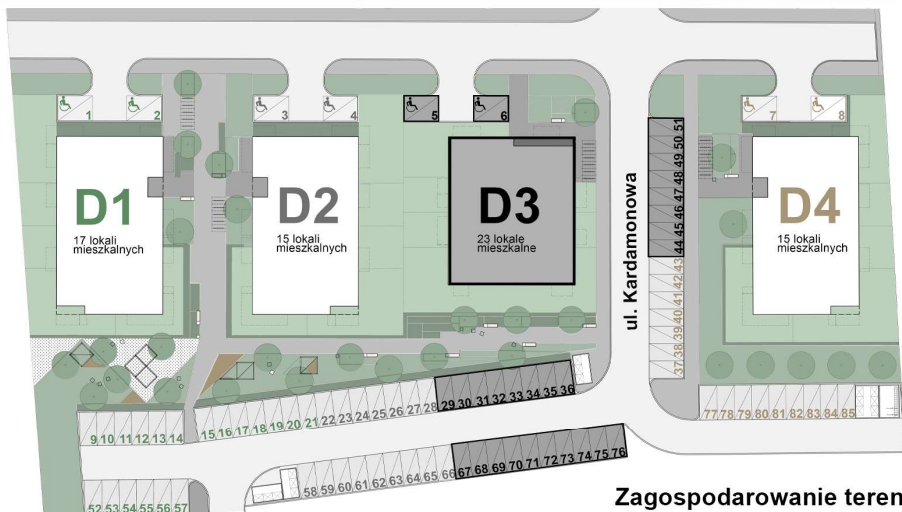 1 2 3 4 5 6 7 8
D1
17 lokali
mieszkalnych
D2
15 lokali
mieszkalnych
D3
23 lokale
mieszkalne
D4
15 lokali
mieszkalnych
ul. Kardamonowa
51
50
49
48
47
46
45
44
43
42
41
40
39
38
37
9 10 11 12 13 14
15 16 17 18 19 20 21 22 23 24 25 26 27 28 29 30 31 32 33 34 35 36
77 78 79 80 81 82 83 84 85
58 59 60 61 62 63 64 65 66 67 68 69 70 71 72 73 74 75 76
52 53 54 55 56 57
Zagospodarowanie teren